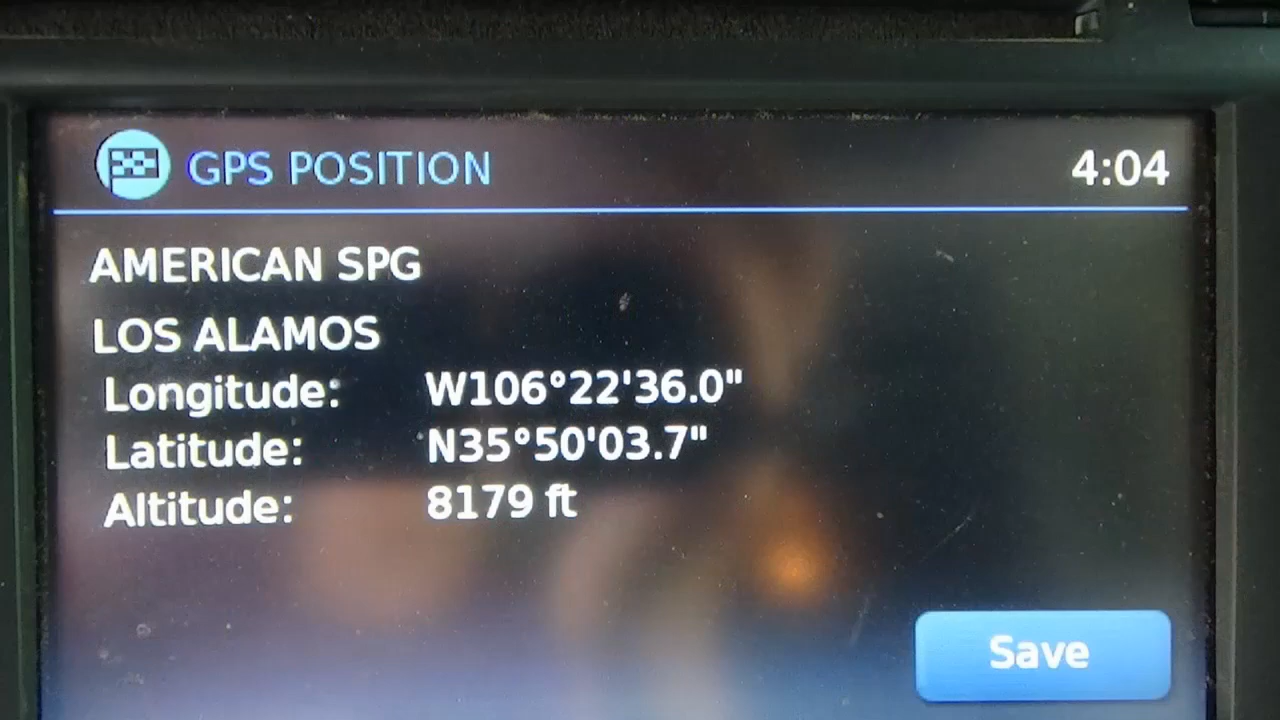 GPS POSITION 4:04
AMERICAN SPG
LOS ALAMOS
Longitude: W106°22'36.0"
Latitude: N35°50'03.7"
Altitude: 8179 ft
Save